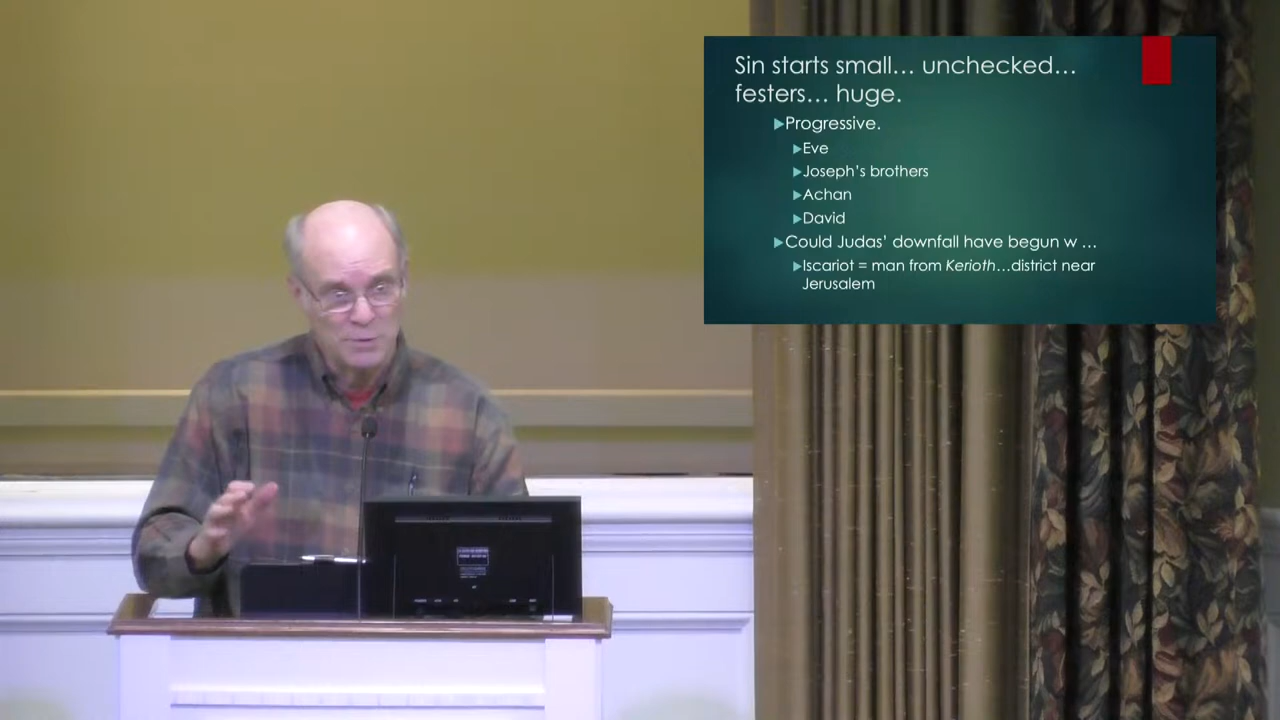 Sin starts small… unchecked…
festers… huge.
Progressive.
Eve
Joseph's brothers
Achan
David
Could Judas' downfall have begun w …
Iscariot = man from Kerioth…district near
Jerusalem